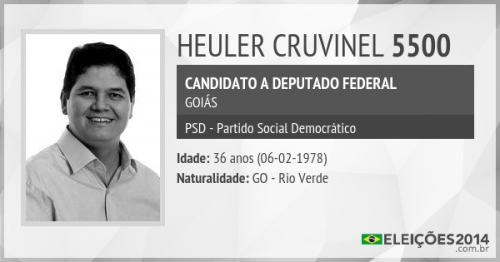 HEULER CRUVINEL 5500
CANDIDATO A DEPUTADO FEDERAL
GOIÁS
PSD - Partido Social Democrático
Idade: 36 anos (06-02-1978)
Naturalidade: GO - Rio Verde
ELEIÇÕES2014
.com.br